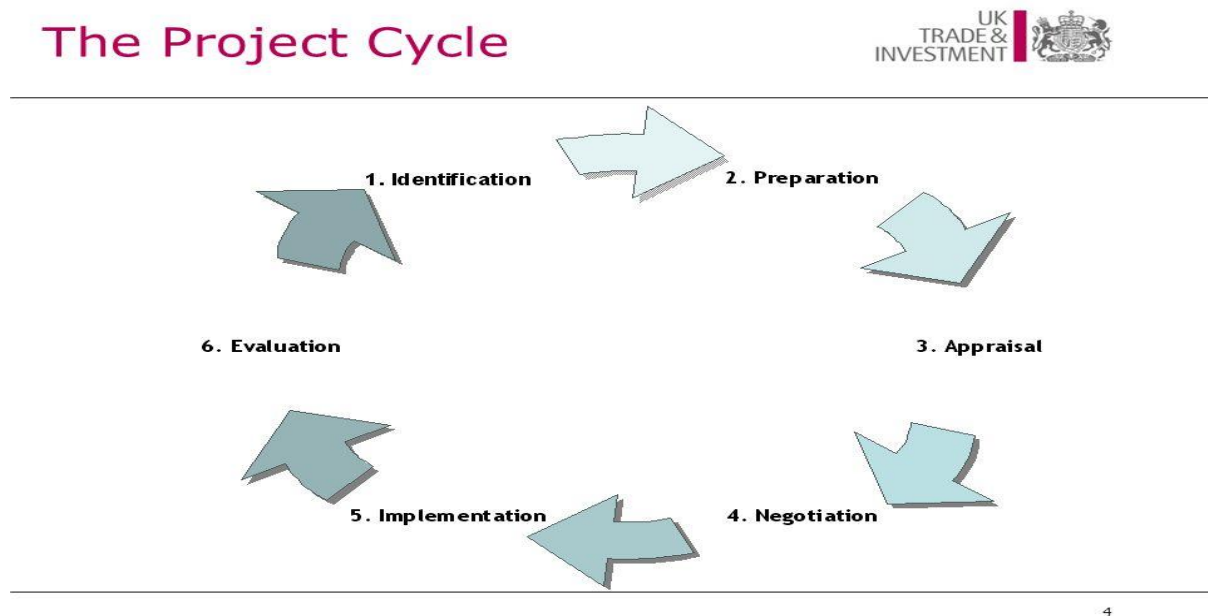 The Project Cycle
UK
TRADE &
INVESTMENT
1. Identification
2. Preparation
3. Appraisal
4. Negotiation
5. Implementation
6. Evaluation
4